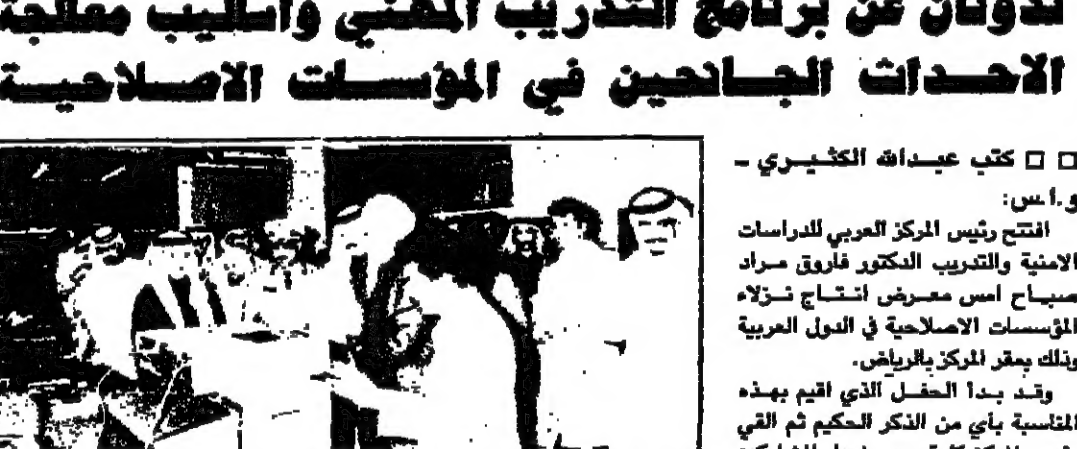 ندوتان عن برنامج التدريب المهني وأساليب معالجة
الاحداث الجانحين في المؤسسات الاصلاحية
□ □ كتب عبدالله الكثيري -
و.أ.س:
افتتح رئيس المركز العربي للدراسات
الامنية والتدريب الدكتور فاروق مراد
صباح امس معرض انتاج نزلاء
المؤسسات الاصلاحية في الدول العربية
وذلك بمقر المركز بالرياض.
وقد بدأ الحفل الذي اقيم بهذه
المناسبة بآي من الذكر الحكيم ثم القي